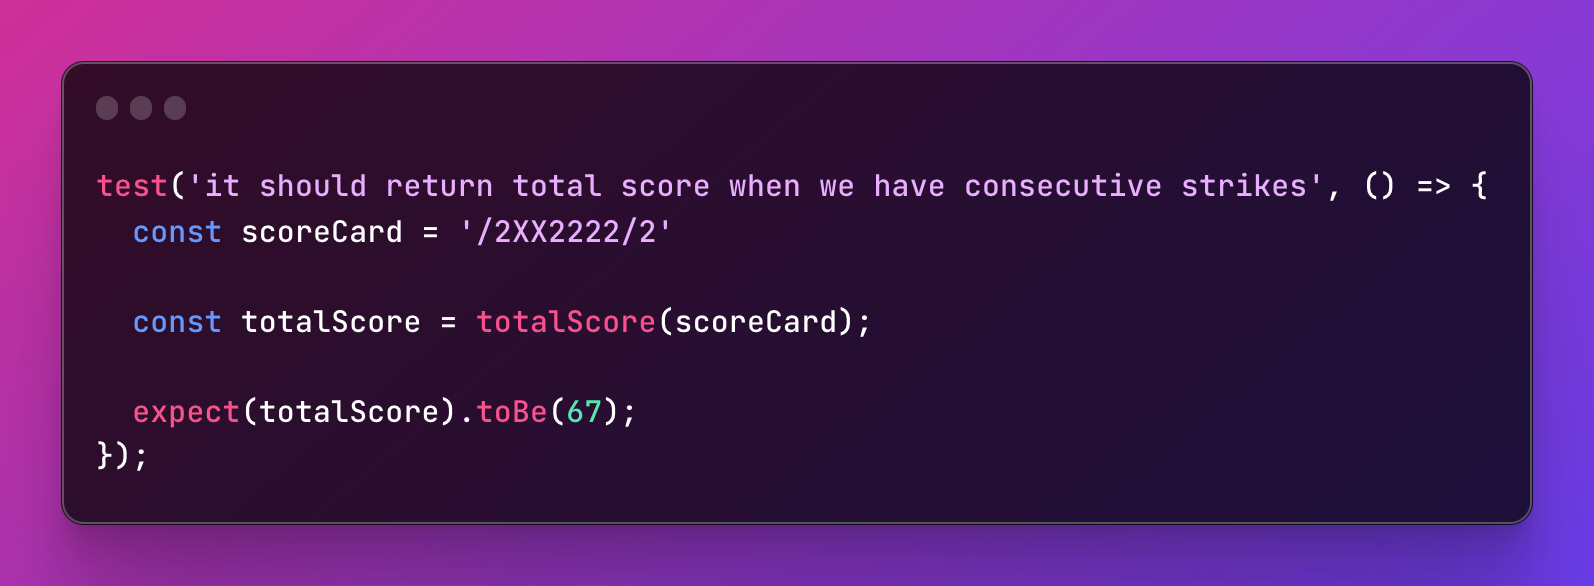 test('it should return total score when we have consecutive strikes', () => {
  const scoreCard = '/2XX2222/2'
  const totalScore = totalScore(scoreCard);
  expect(totalScore).toBe(67);
});